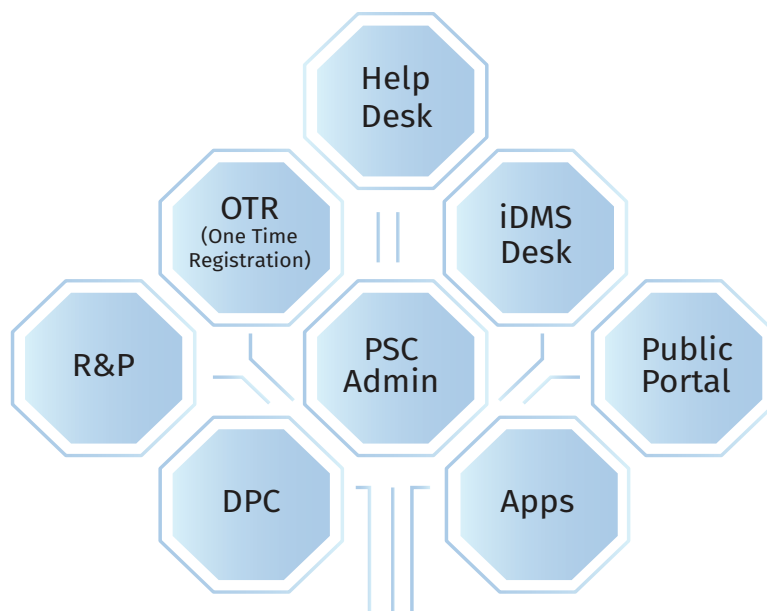 Help
Desk
OTR
(One Time
Registration)
iDMS
Desk
R&P
PSC
Admin
Public
Portal
DPC
Apps